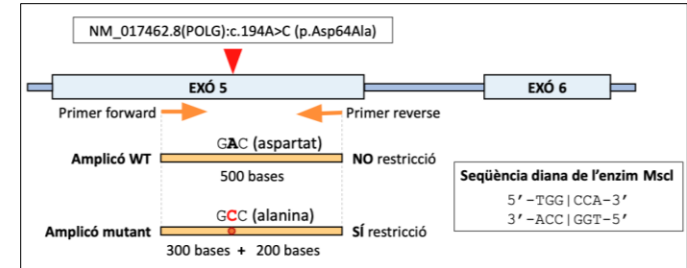 NM_017462.8(POLG):c.194A>C (p.Asp64Ala)
EXÓ 5
EXÓ 6
Primer forward
Primer reverse
GAC (aspartat)
Amplicó WT
NO restricció
500 bases
GCC (alanina)
Amplicó mutant
SÍ restricció
300 bases + 200 bases
Seqüència diana de l'enzim MscI
5'-TGG|CCA-3'
3'-ACC|GGT-5'